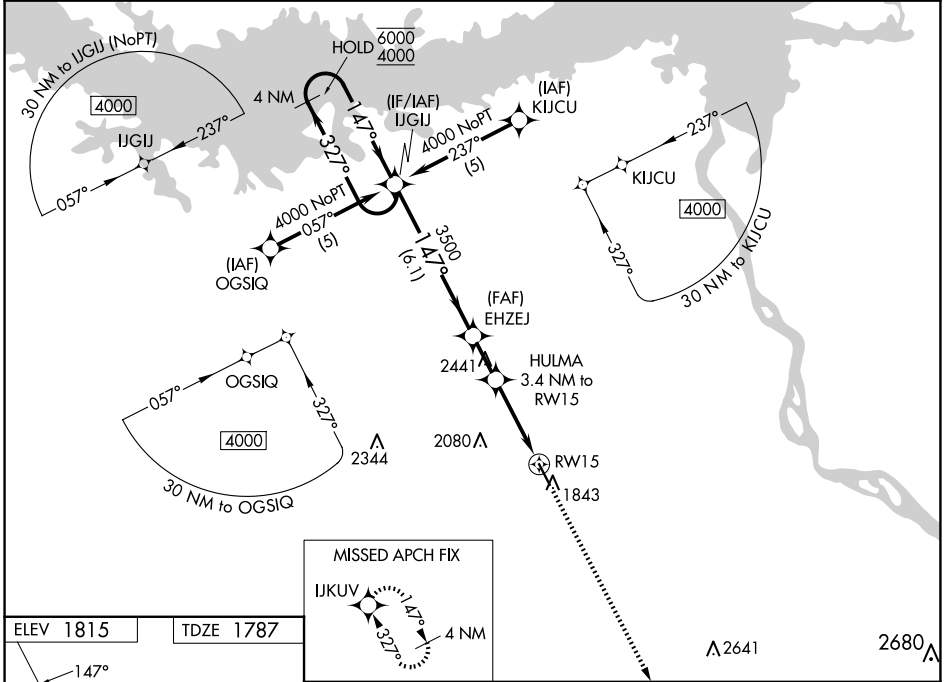 30 NM to IJGIJ (NoPT)
4000
IJGIJ
057°
237°
HOLD 6000
4000
4 NM
147°
327°
(IF/IAF)
IJGIJ
(IAF)
KIJCU
4000 NoPT
237°
(5)
4000 NoPT
057°
(5)
(IAF)
OGSIQ
3500
147°
(6.1)
237°
KIJCU
4000
327°
30 NM to KIJCU
(FAF)
EHZEJ
2441
HULMA
3.4 NM to
RW15
057°
OGSIQ
327°
4000
30 NM to OGSIQ
2344
2080
RW15
1843
MISSED APCH FIX
IJKUV
147°
327°
4 NM
2641
2680
ELEV 1815
TDZE 1787
147°